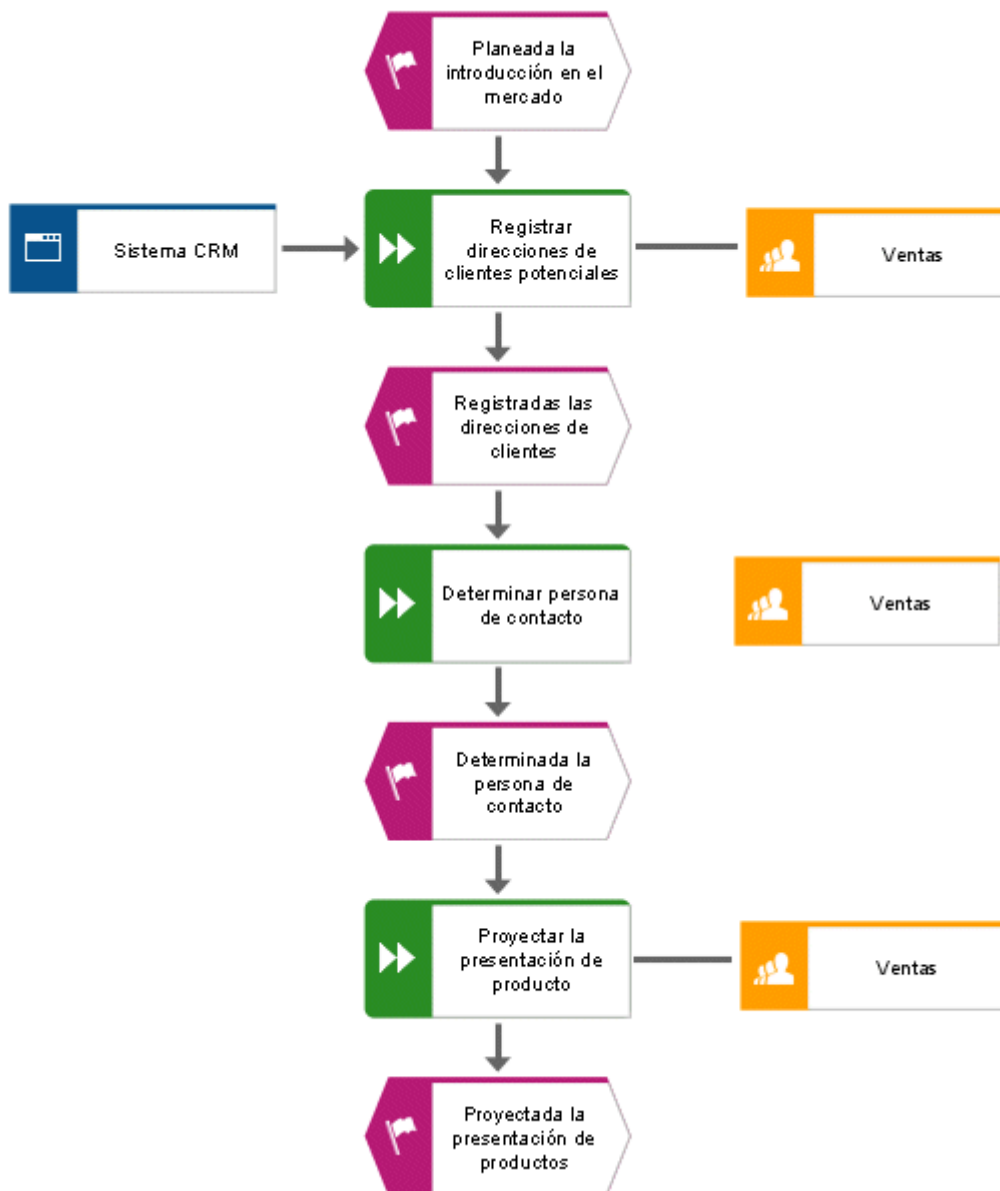 Planeada la
introducción en el
mercado
Sistema CRM
Registrar
direcciones de
clientes potenciales
Ventas
Registradas las
direcciones de
clientes
Determinar persona
de contacto
Ventas
Determinada la
persona de
contacto
Proyectar la
presentación de
producto
Ventas
Proyectada la
presentación de
productos